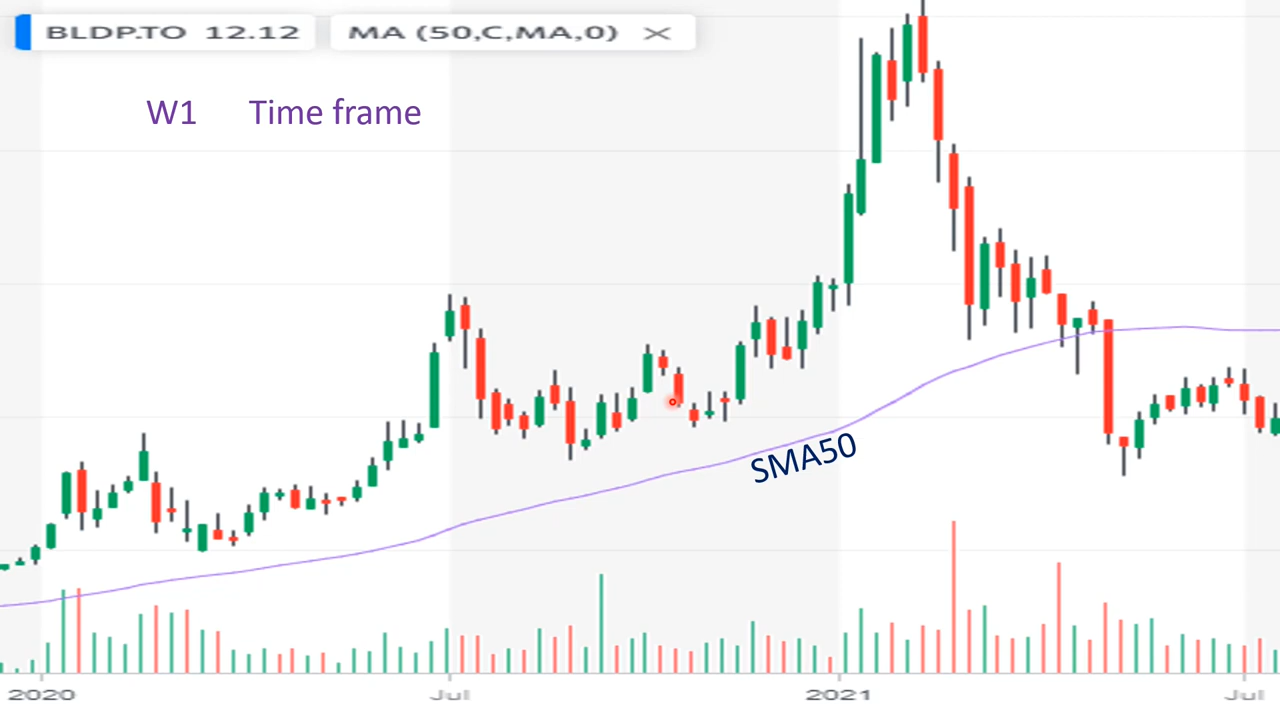 BLDP.TO 12.12 MA (50,C,MA,0) ×
W1 Time frame
SMA50
2020 Jul 2021 Jul